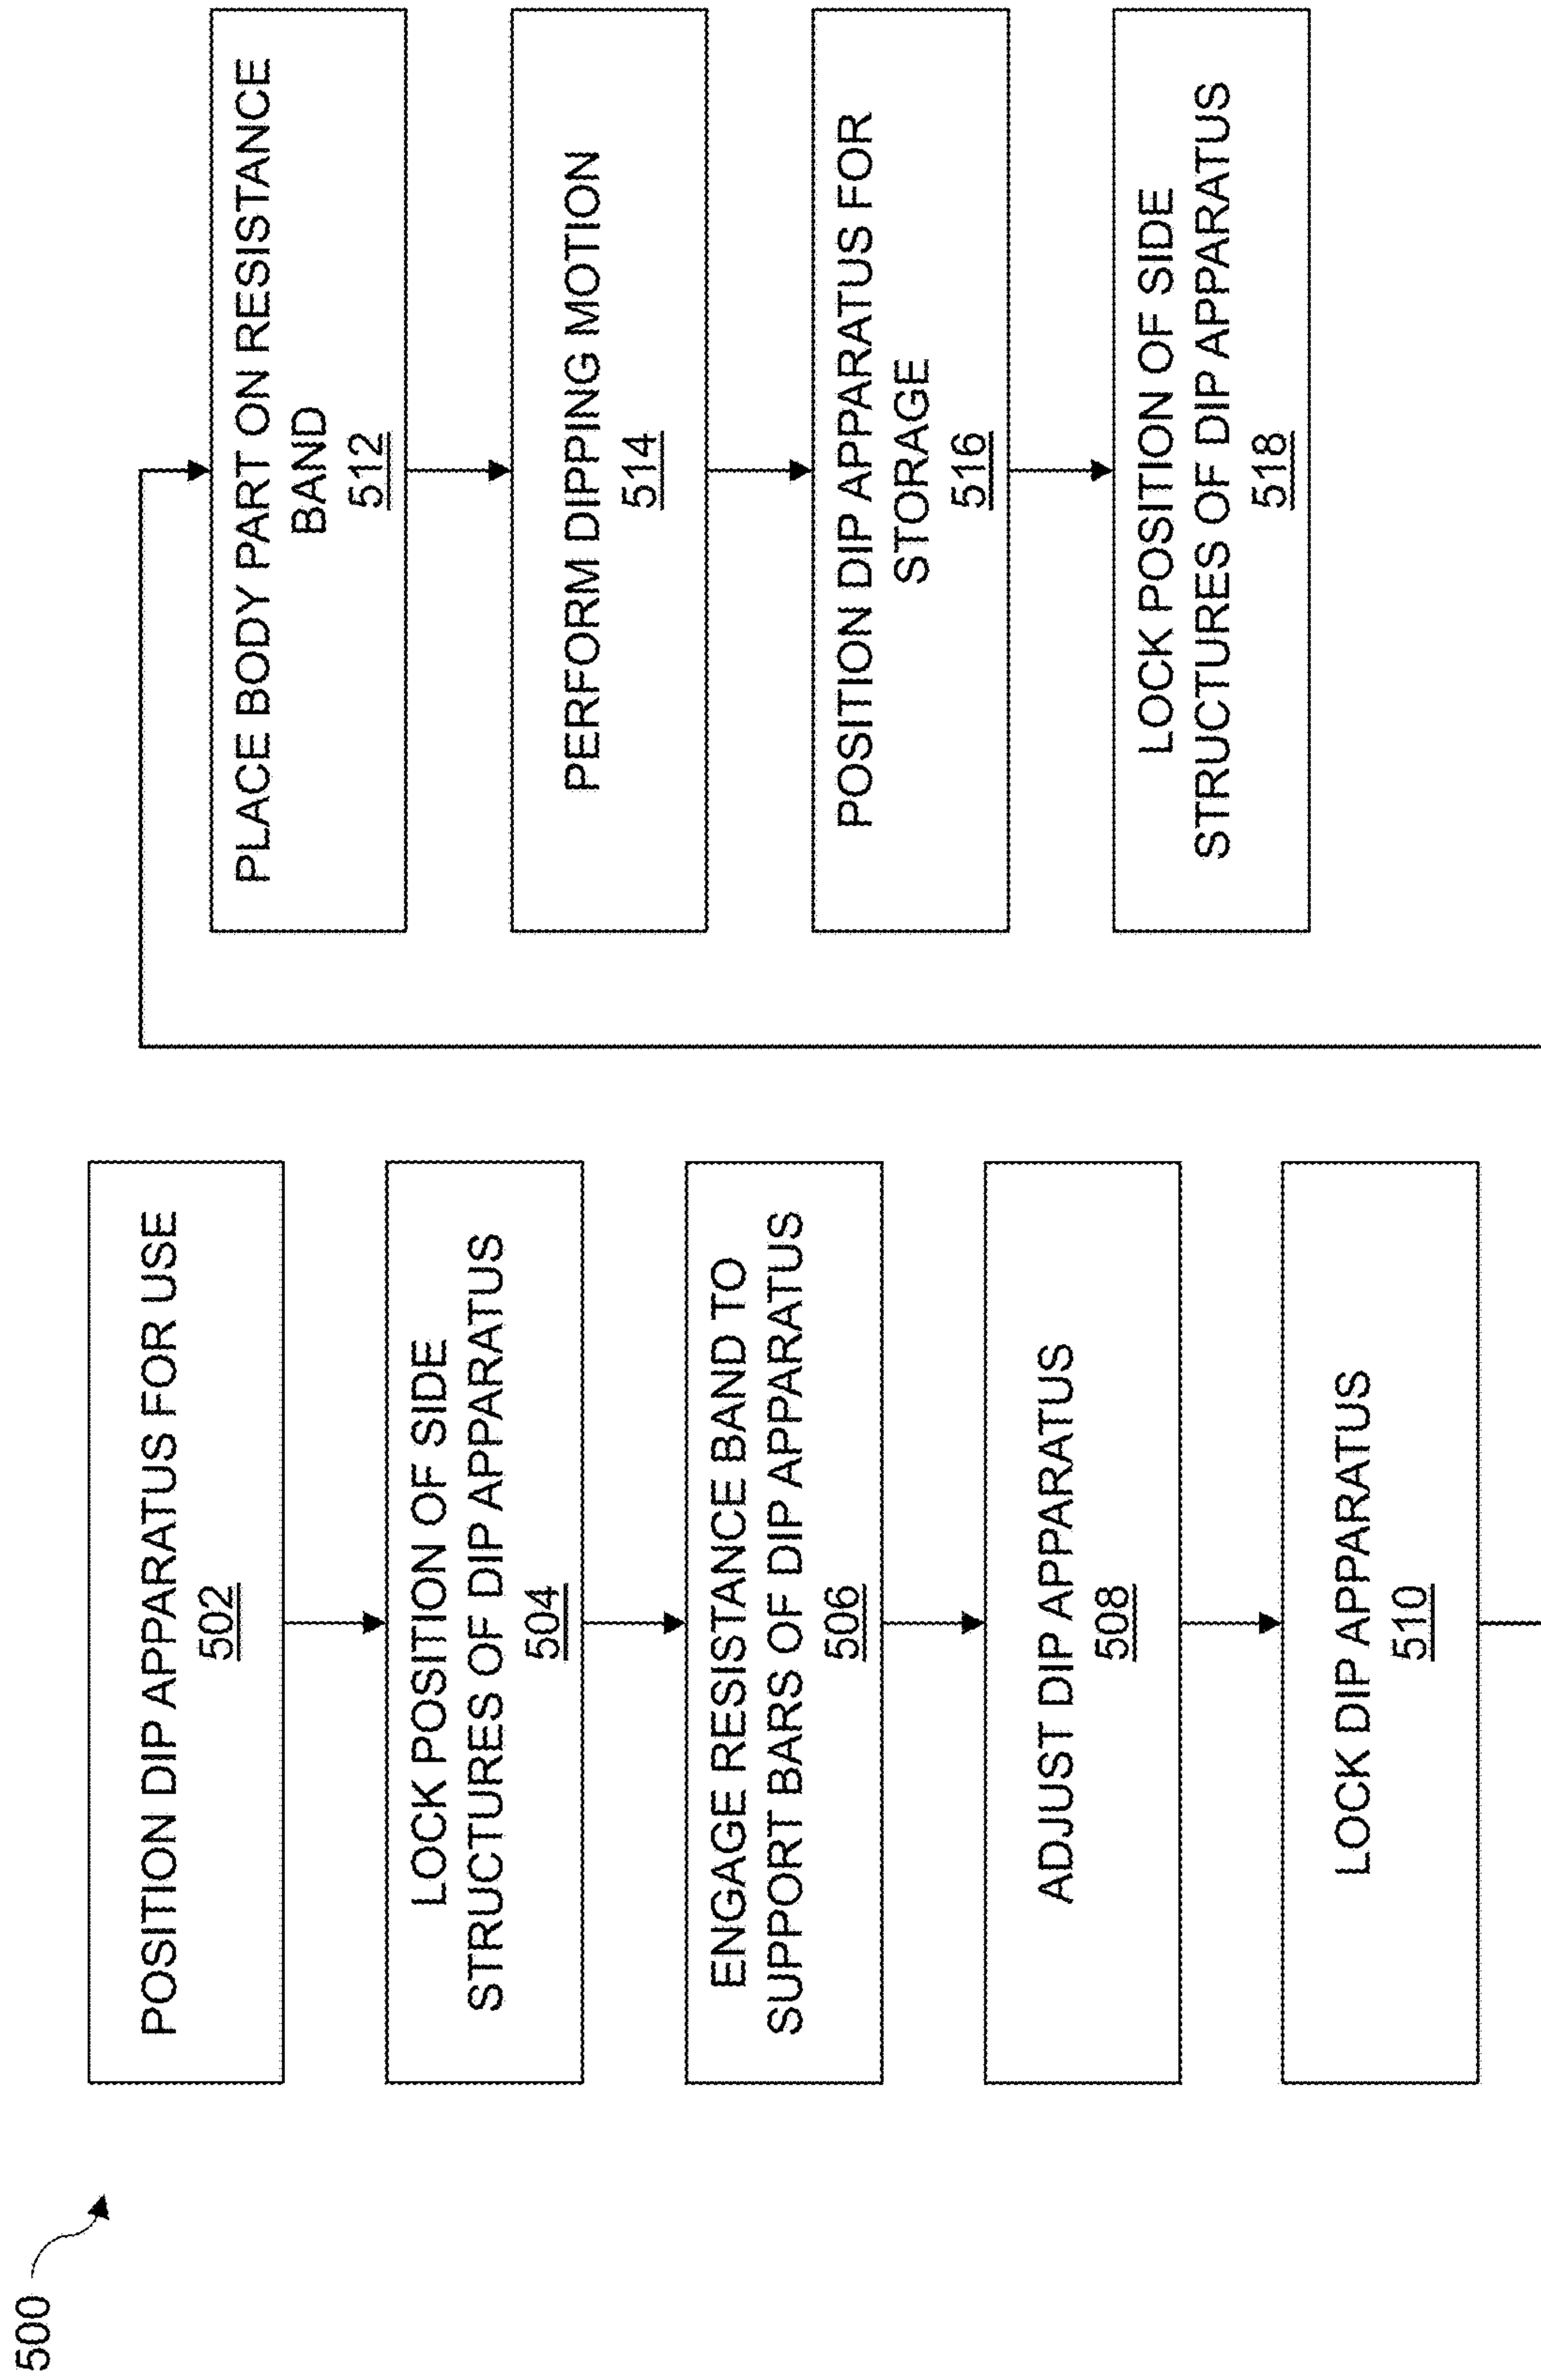 500
POSITION DIP APPARATUS FOR USE
502
LOCK POSITION OF SIDE
STRUCTURES OF DIP APPARATUS
504
ENGAGE RESISTANCE BAND TO
SUPPORT BARS OF DIP APPARATUS
506
ADJUST DIP APPARATUS
508
LOCK DIP APPARATUS
510
PLACE BODY PART ON RESISTANCE
BAND
512
PERFORM DIPPING MOTION
514
POSITION DIP APPARATUS FOR
STORAGE
516
LOCK POSITION OF SIDE
STRUCTURES OF DIP APPARATUS
518